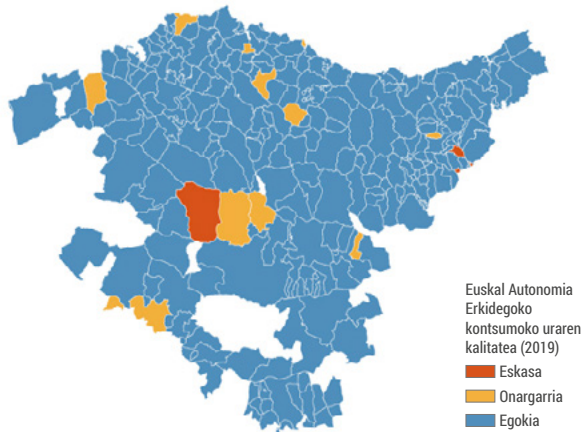 Euskal Autonomia
Erkidegoko
kontsumoko uraren
kalitatea (2019)
Eskasa
Onargarria
Egokia